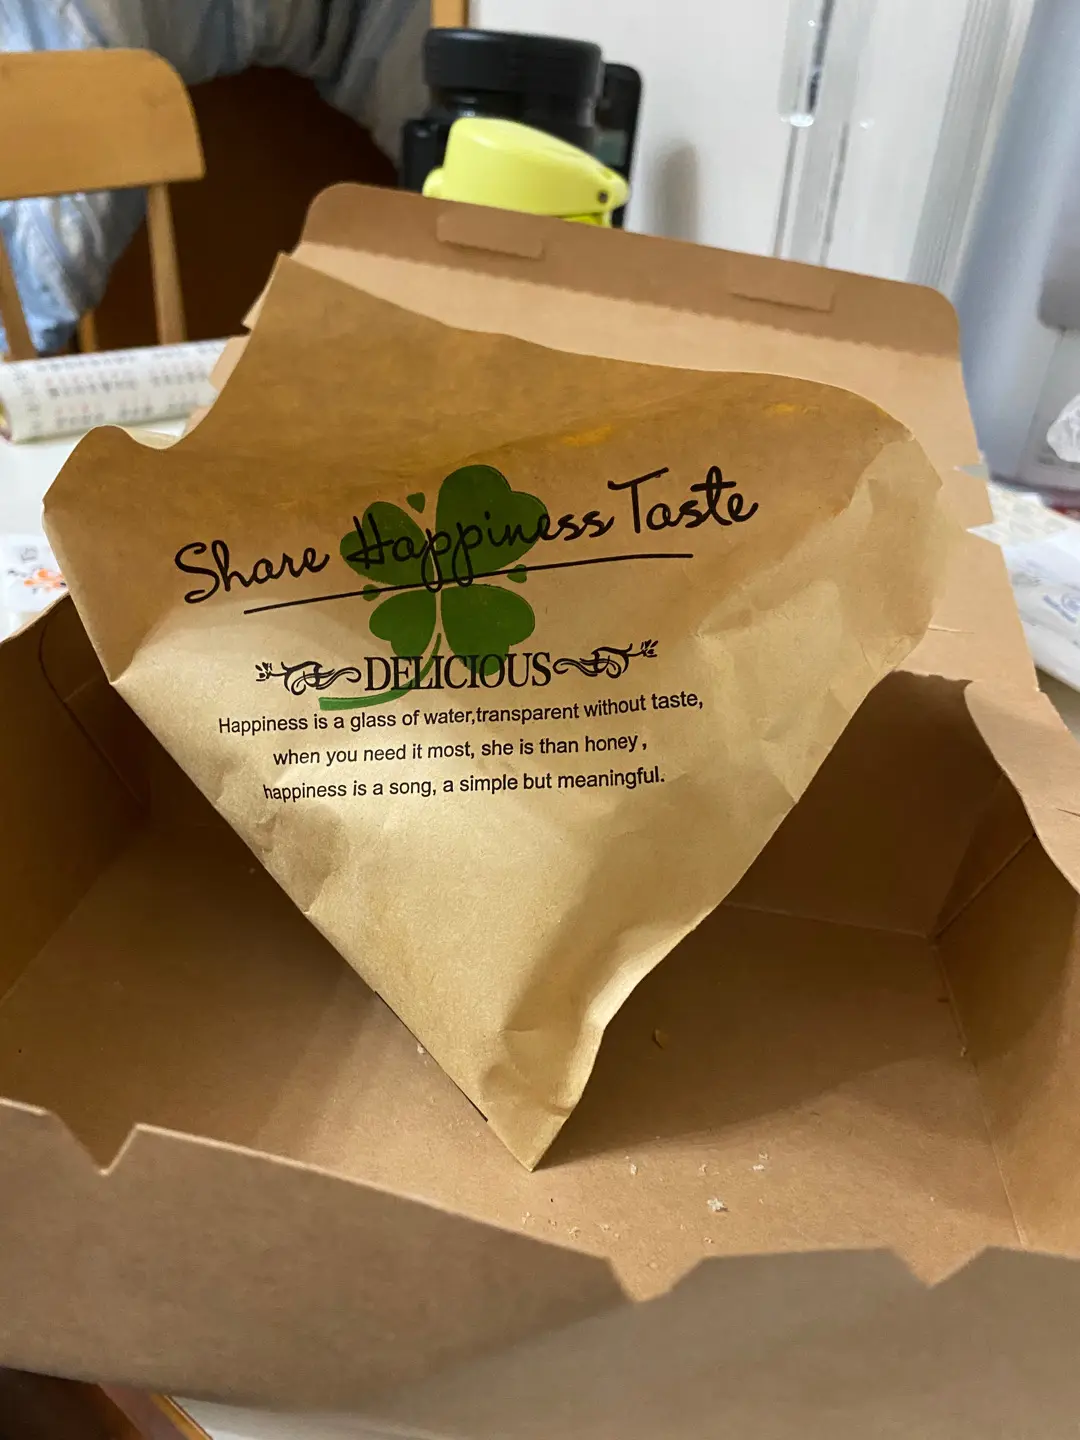 Share Happiness Taste
DELICIOUS
Happiness is a glass of water,transparent without taste,
when you need it most, she is than honey,
happiness is a song, a simple but meaningful.